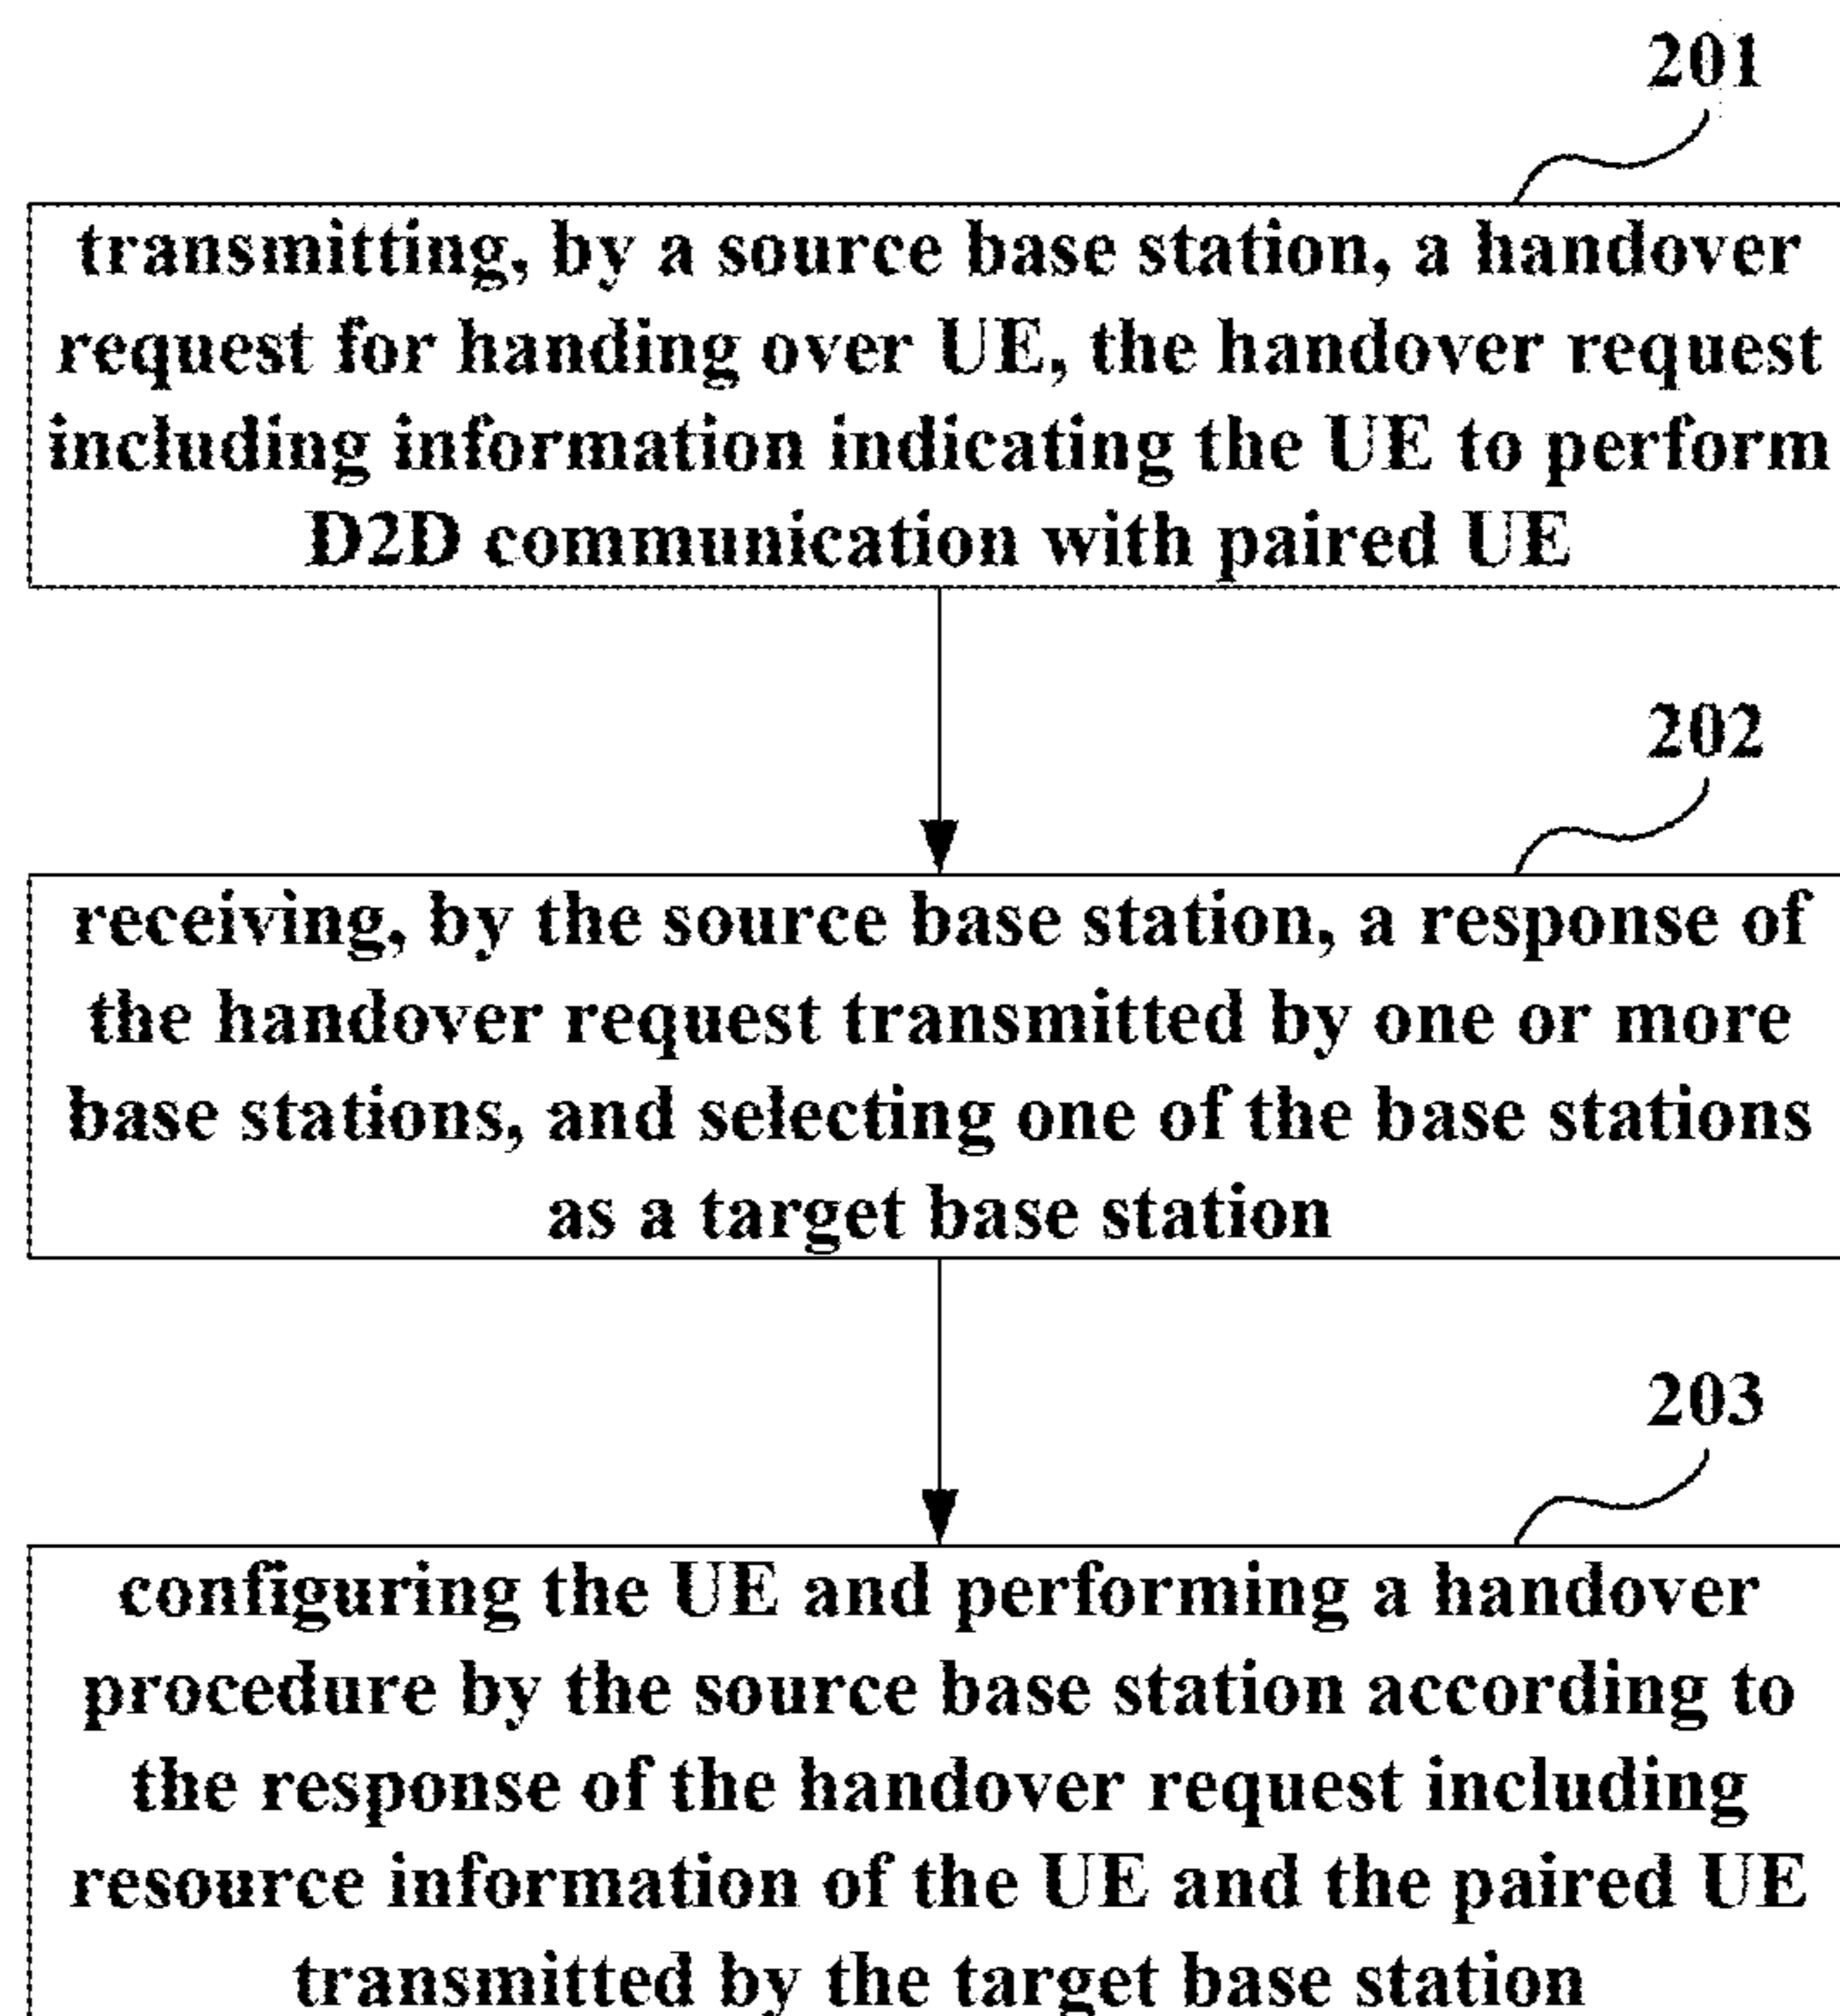 201
transmitting, by a source base station, a handover
request for handing over UE, the handover request
including information indicating the UE to perform
D2D communication with paired UE
202
receiving, by the source base station, a response of
the handover request transmitted by one or more
base stations, and selecting one of the base stations
as a target base station
203
configuring the UE and performing a handover
procedure by the source base station according to
the response of the handover request including
resource information of the UE and the paired UE
transmitted by the target base station